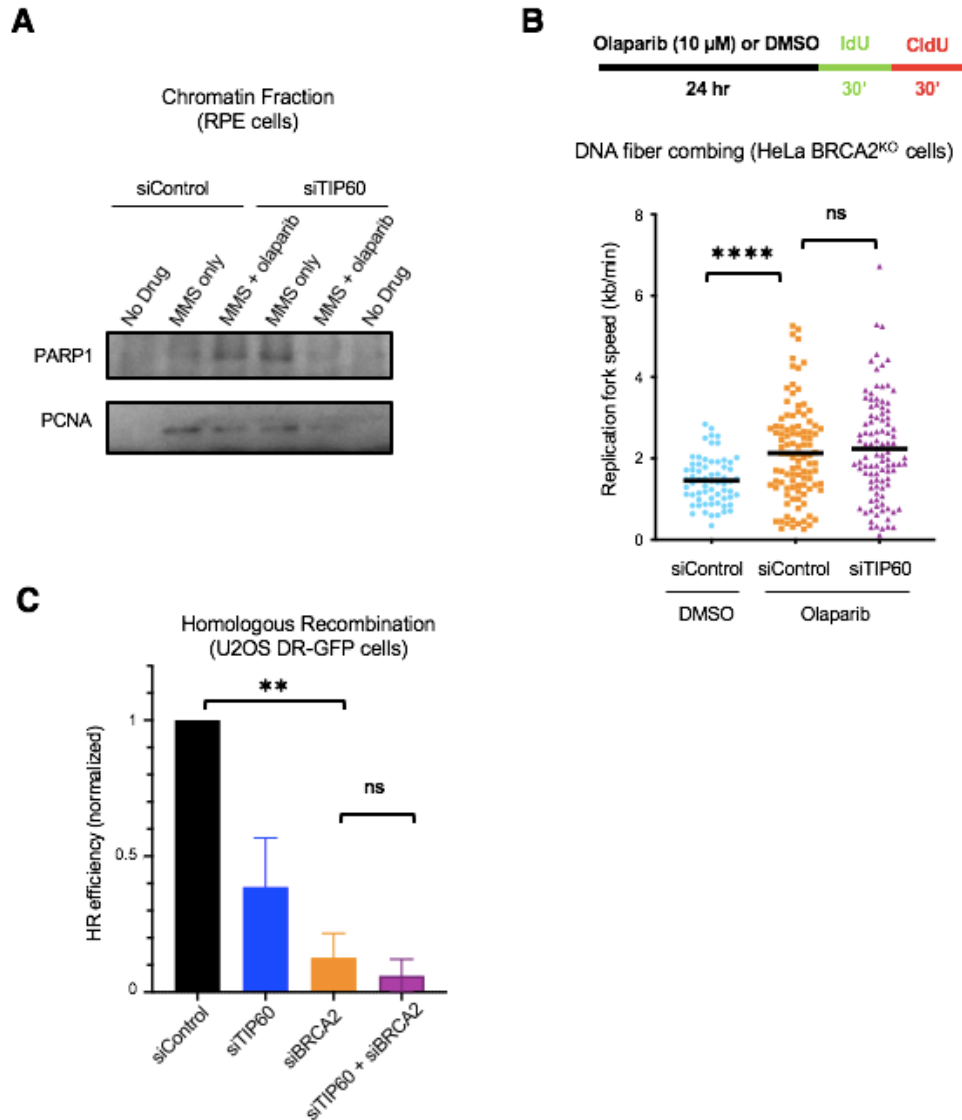 A
Chromatin Fraction
(RPE cells)
siControl siTIP60
No Drug
MMS only
MMS + olaparib
MMS only
MMS + olaparib
No Drug
PARP1
PCNA
B
Olaparib (10 µM) or DMSO IdU CldU
24 hr 30' 30'
DNA fiber combing (HeLa BRCA2KO cells)
Replication fork speed (kb/min)
8
6
4
2
0
****
ns
siControl siControl siTIP60
DMSO Olaparib
C
Homologous Recombination
(U2OS DR-GFP cells)
HR efficiency (normalized)
1
0.5
0
**
ns
siControl
siTIP60
siBRCA2
siTIP60 + siBRCA2